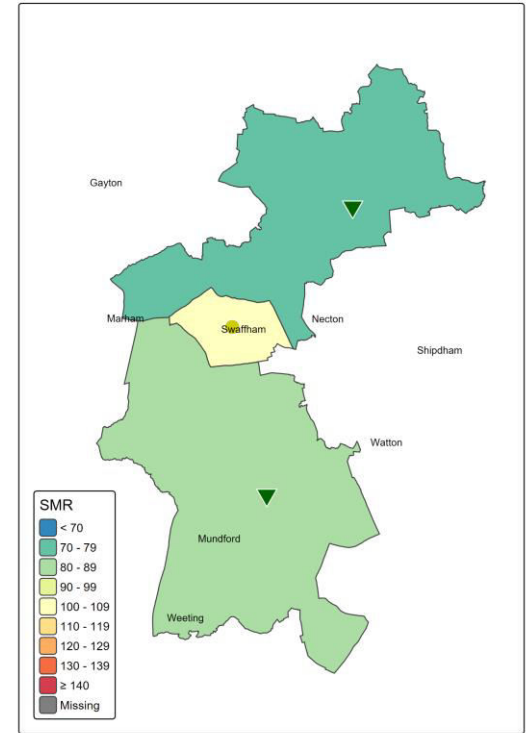 Gayton
Marham
Swaffham
Necton
Shipdham
Watton
Mundford
Weeting
SMR
< 70
70 - 79
80 - 89
90 - 99
100 - 109
110 - 119
120 - 129
130 - 139
≥ 140
Missing